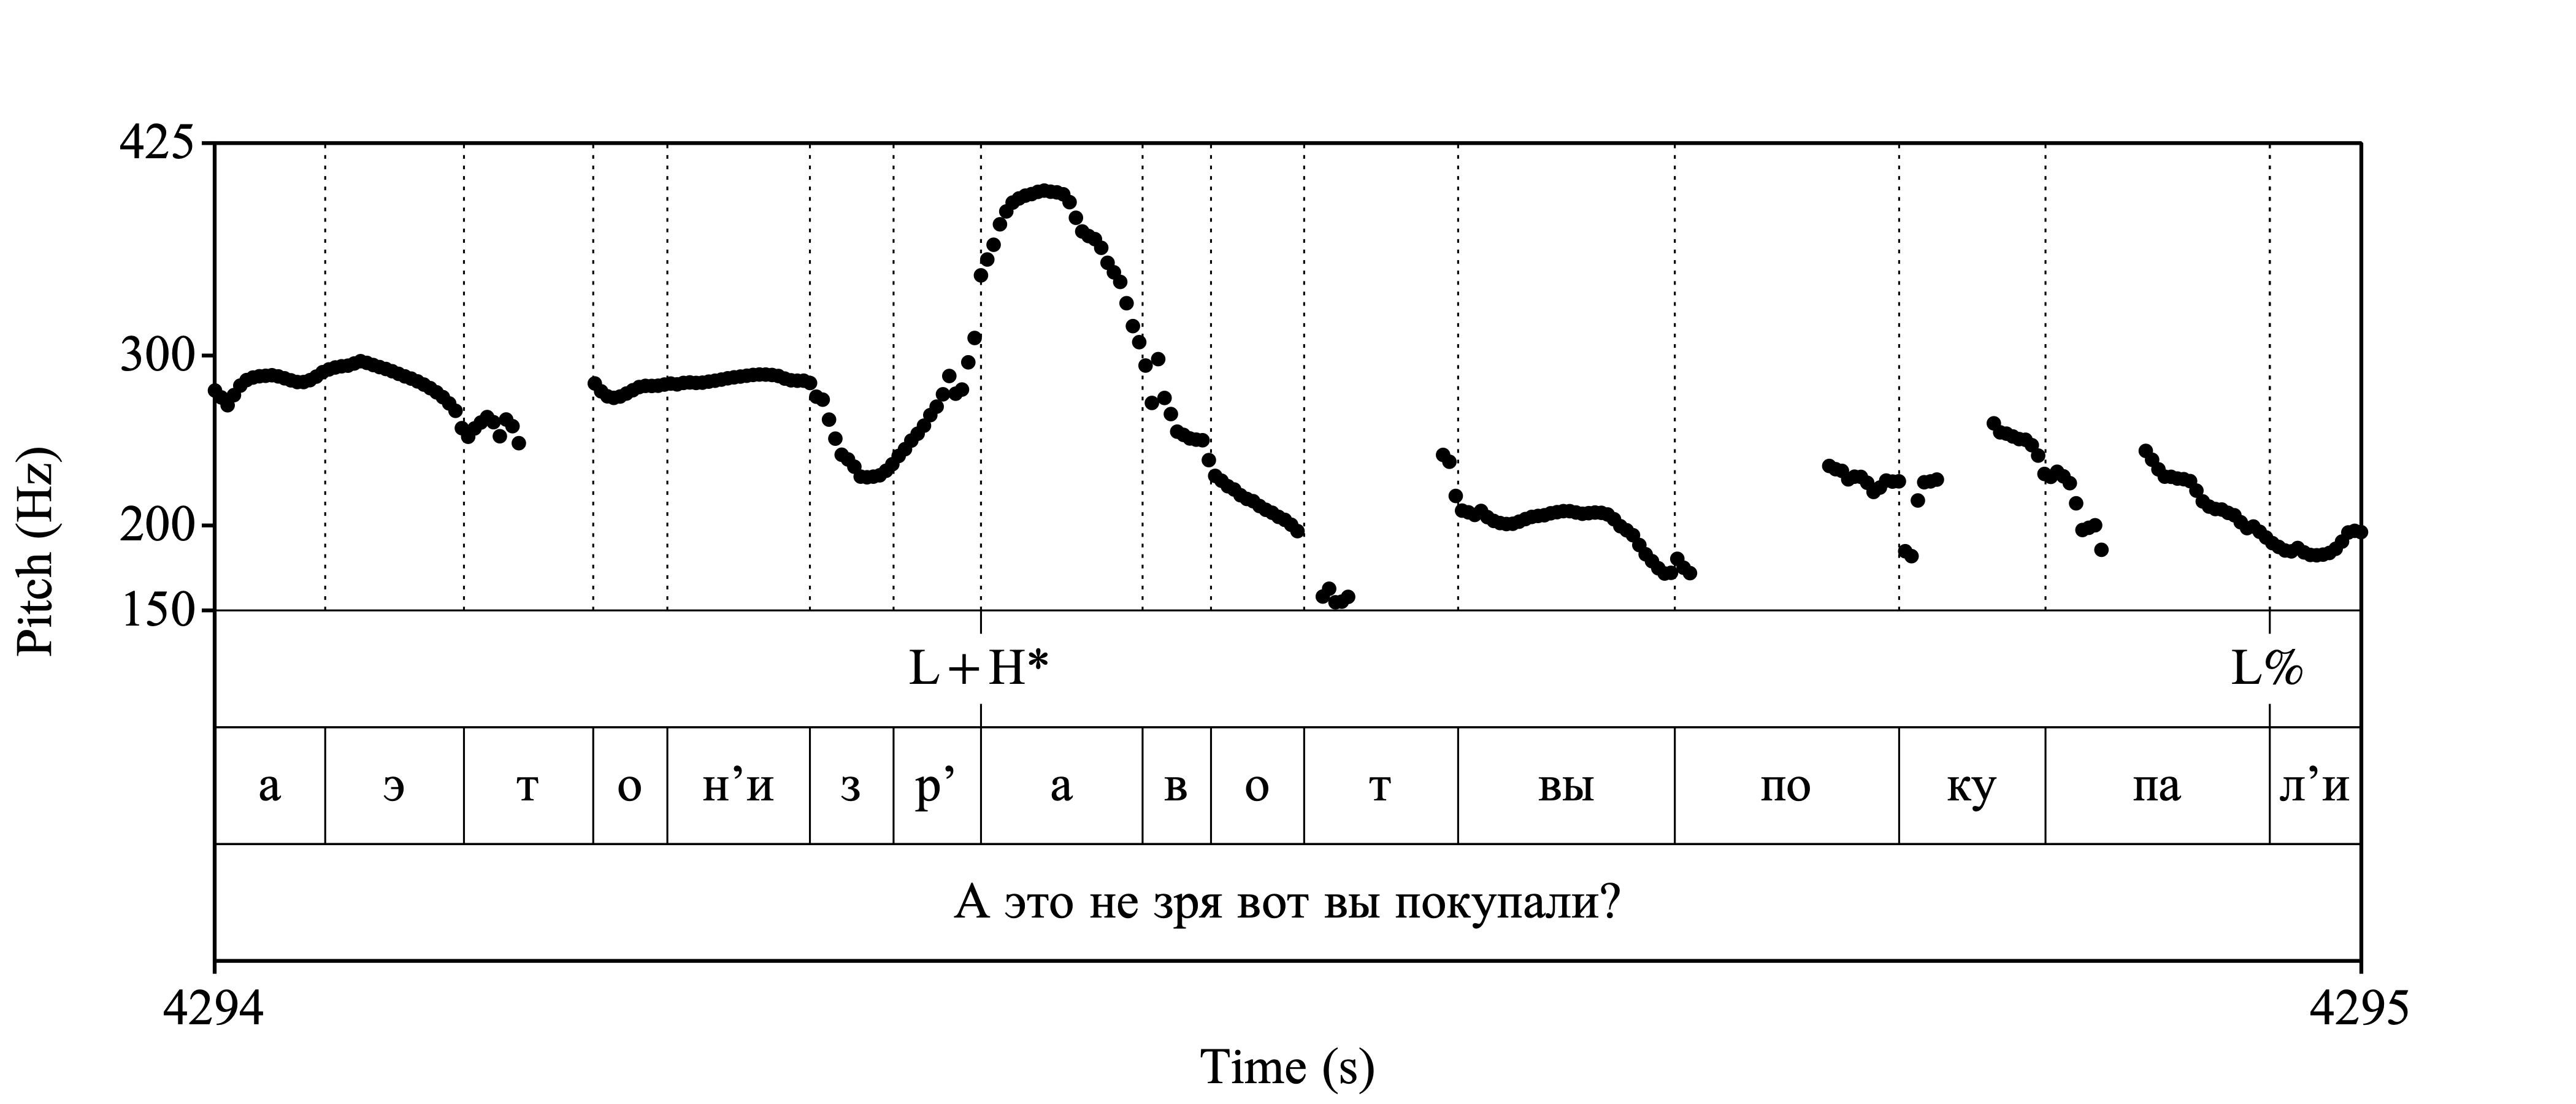 425
300
200
150
Pitch (Hz)
L+H* L%
а э т о н’и з р’ а в о т вы по ку па л’и
А это не зря вот вы покупали?
4294 4295
Time (s)